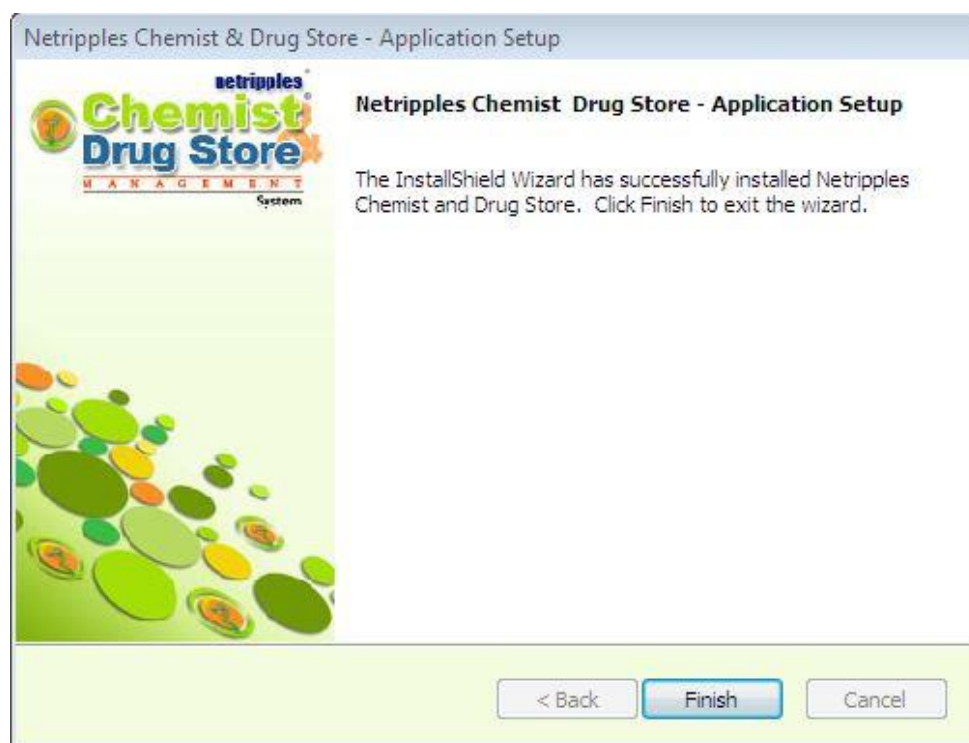 Netripples Chemist & Drug Store - Application Setup
netripples
Chemist
&
Drug Store
MANAGEMENT
System
Netripples Chemist Drug Store - Application Setup
The InstallShield Wizard has successfully installed Netripples
Chemist and Drug Store. Click Finish to exit the wizard.
< Back
Finish
Cancel